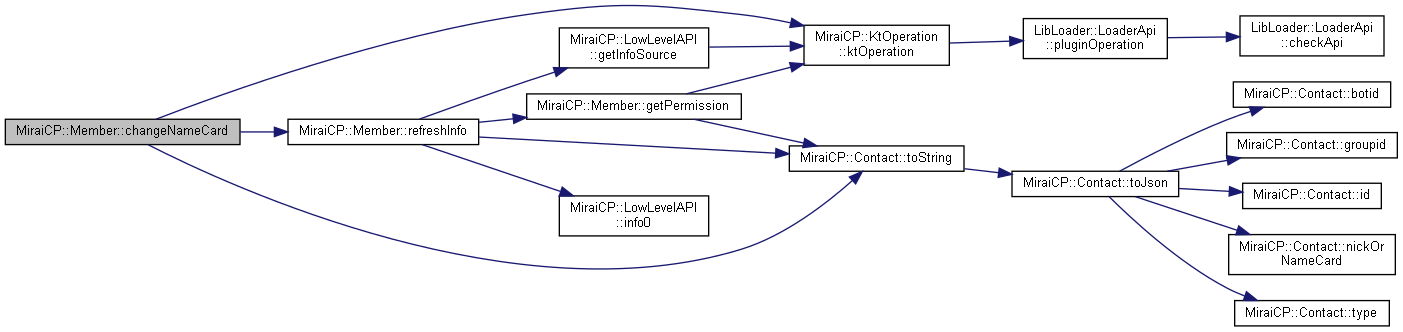 MiraiCP::Member::changeNameCard
MiraiCP::Member::refreshInfo
MiraiCP::LowLevelAPI
::getInfoSource
MiraiCP::Member::getPermission
MiraiCP::LowLevelAPI
::info0
MiraiCP::KtOperation
::ktOperation
MiraiCP::Contact::toString
LibLoader::LoaderApi
::pluginOperation
MiraiCP::Contact::toJson
LibLoader::LoaderApi
::checkApi
MiraiCP::Contact::botid
MiraiCP::Contact::groupid
MiraiCP::Contact::id
MiraiCP::Contact::nickOr
NameCard
MiraiCP::Contact::type